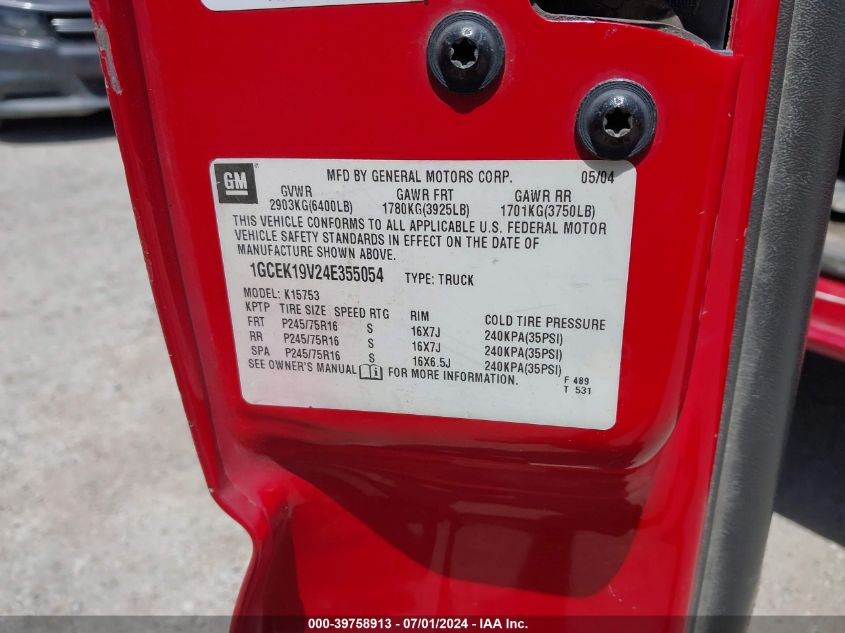 GM
MFD BY GENERAL MOTORS CORP. 05/04
GVWR GAWR FRT GAWR RR
2903KG(6400LB) 1780KG(3925LB) 1701KG(3750LB)
THIS VEHICLE CONFORMS TO ALL APPLICABLE U.S. FEDERAL MOTOR
VEHICLE SAFETY STANDARDS IN EFFECT ON THE DATE OF
MANUFACTURE SHOWN ABOVE.
1GCEK19V24E355054 TYPE: TRUCK
MODEL: K15753
KPTP TIRE SIZE SPEED RTG RIM COLD TIRE PRESSURE
FRT P245/75R16 S 16X7J 240KPA(35PSI)
RR P245/75R16 S 16X7J 240KPA(35PSI)
SPA P245/75R16 S 16X6.5J 240KPA(35PSI)
SEE OWNER'S MANUAL i FOR MORE INFORMATION.
F 489
T 531
000-39758913 - 07/01/2024 - IAA Inc.